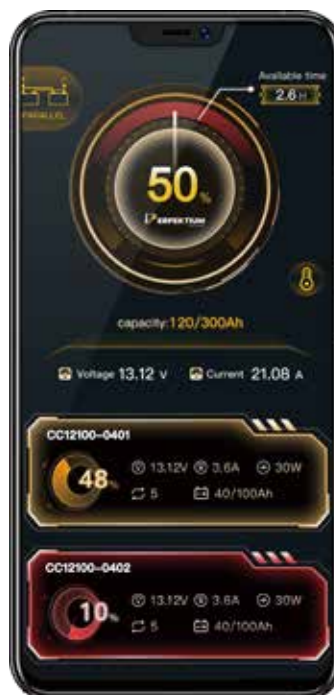 Available time
2.6 H
PARALLEL
50%
PERFEKTIUM
capacity:120/300Ah
Voltage 13.12 V Current 21.08 A
CC12100-0401
48%
13.12V 3.6A 30W
5 40/100Ah
CC12100-0402
10%
13.12V 3.6A 30W
5 40/100Ah